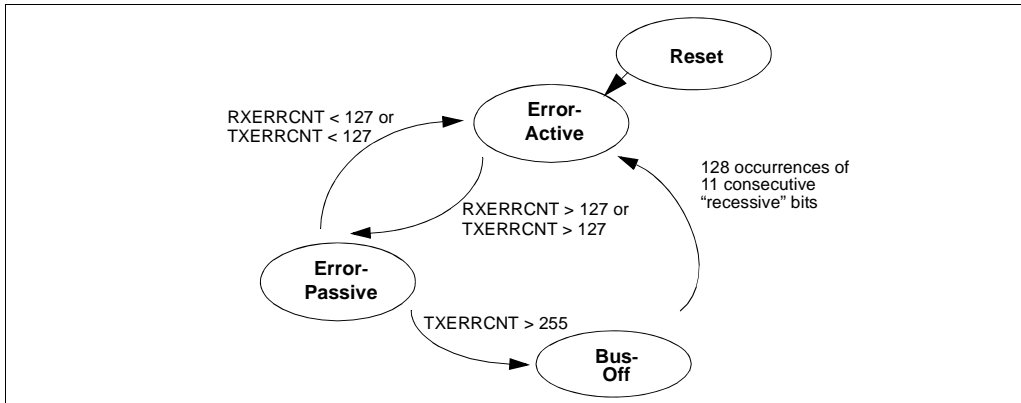 Reset
Error-
Active
RXERRCNT < 127 or
TXERRCNT < 127
128 occurrences of
11 consecutive
“recessive” bits
RXERRCNT > 127 or
TXERRCNT > 127
Error-
Passive
TXERRCNT > 255
Bus-
Off